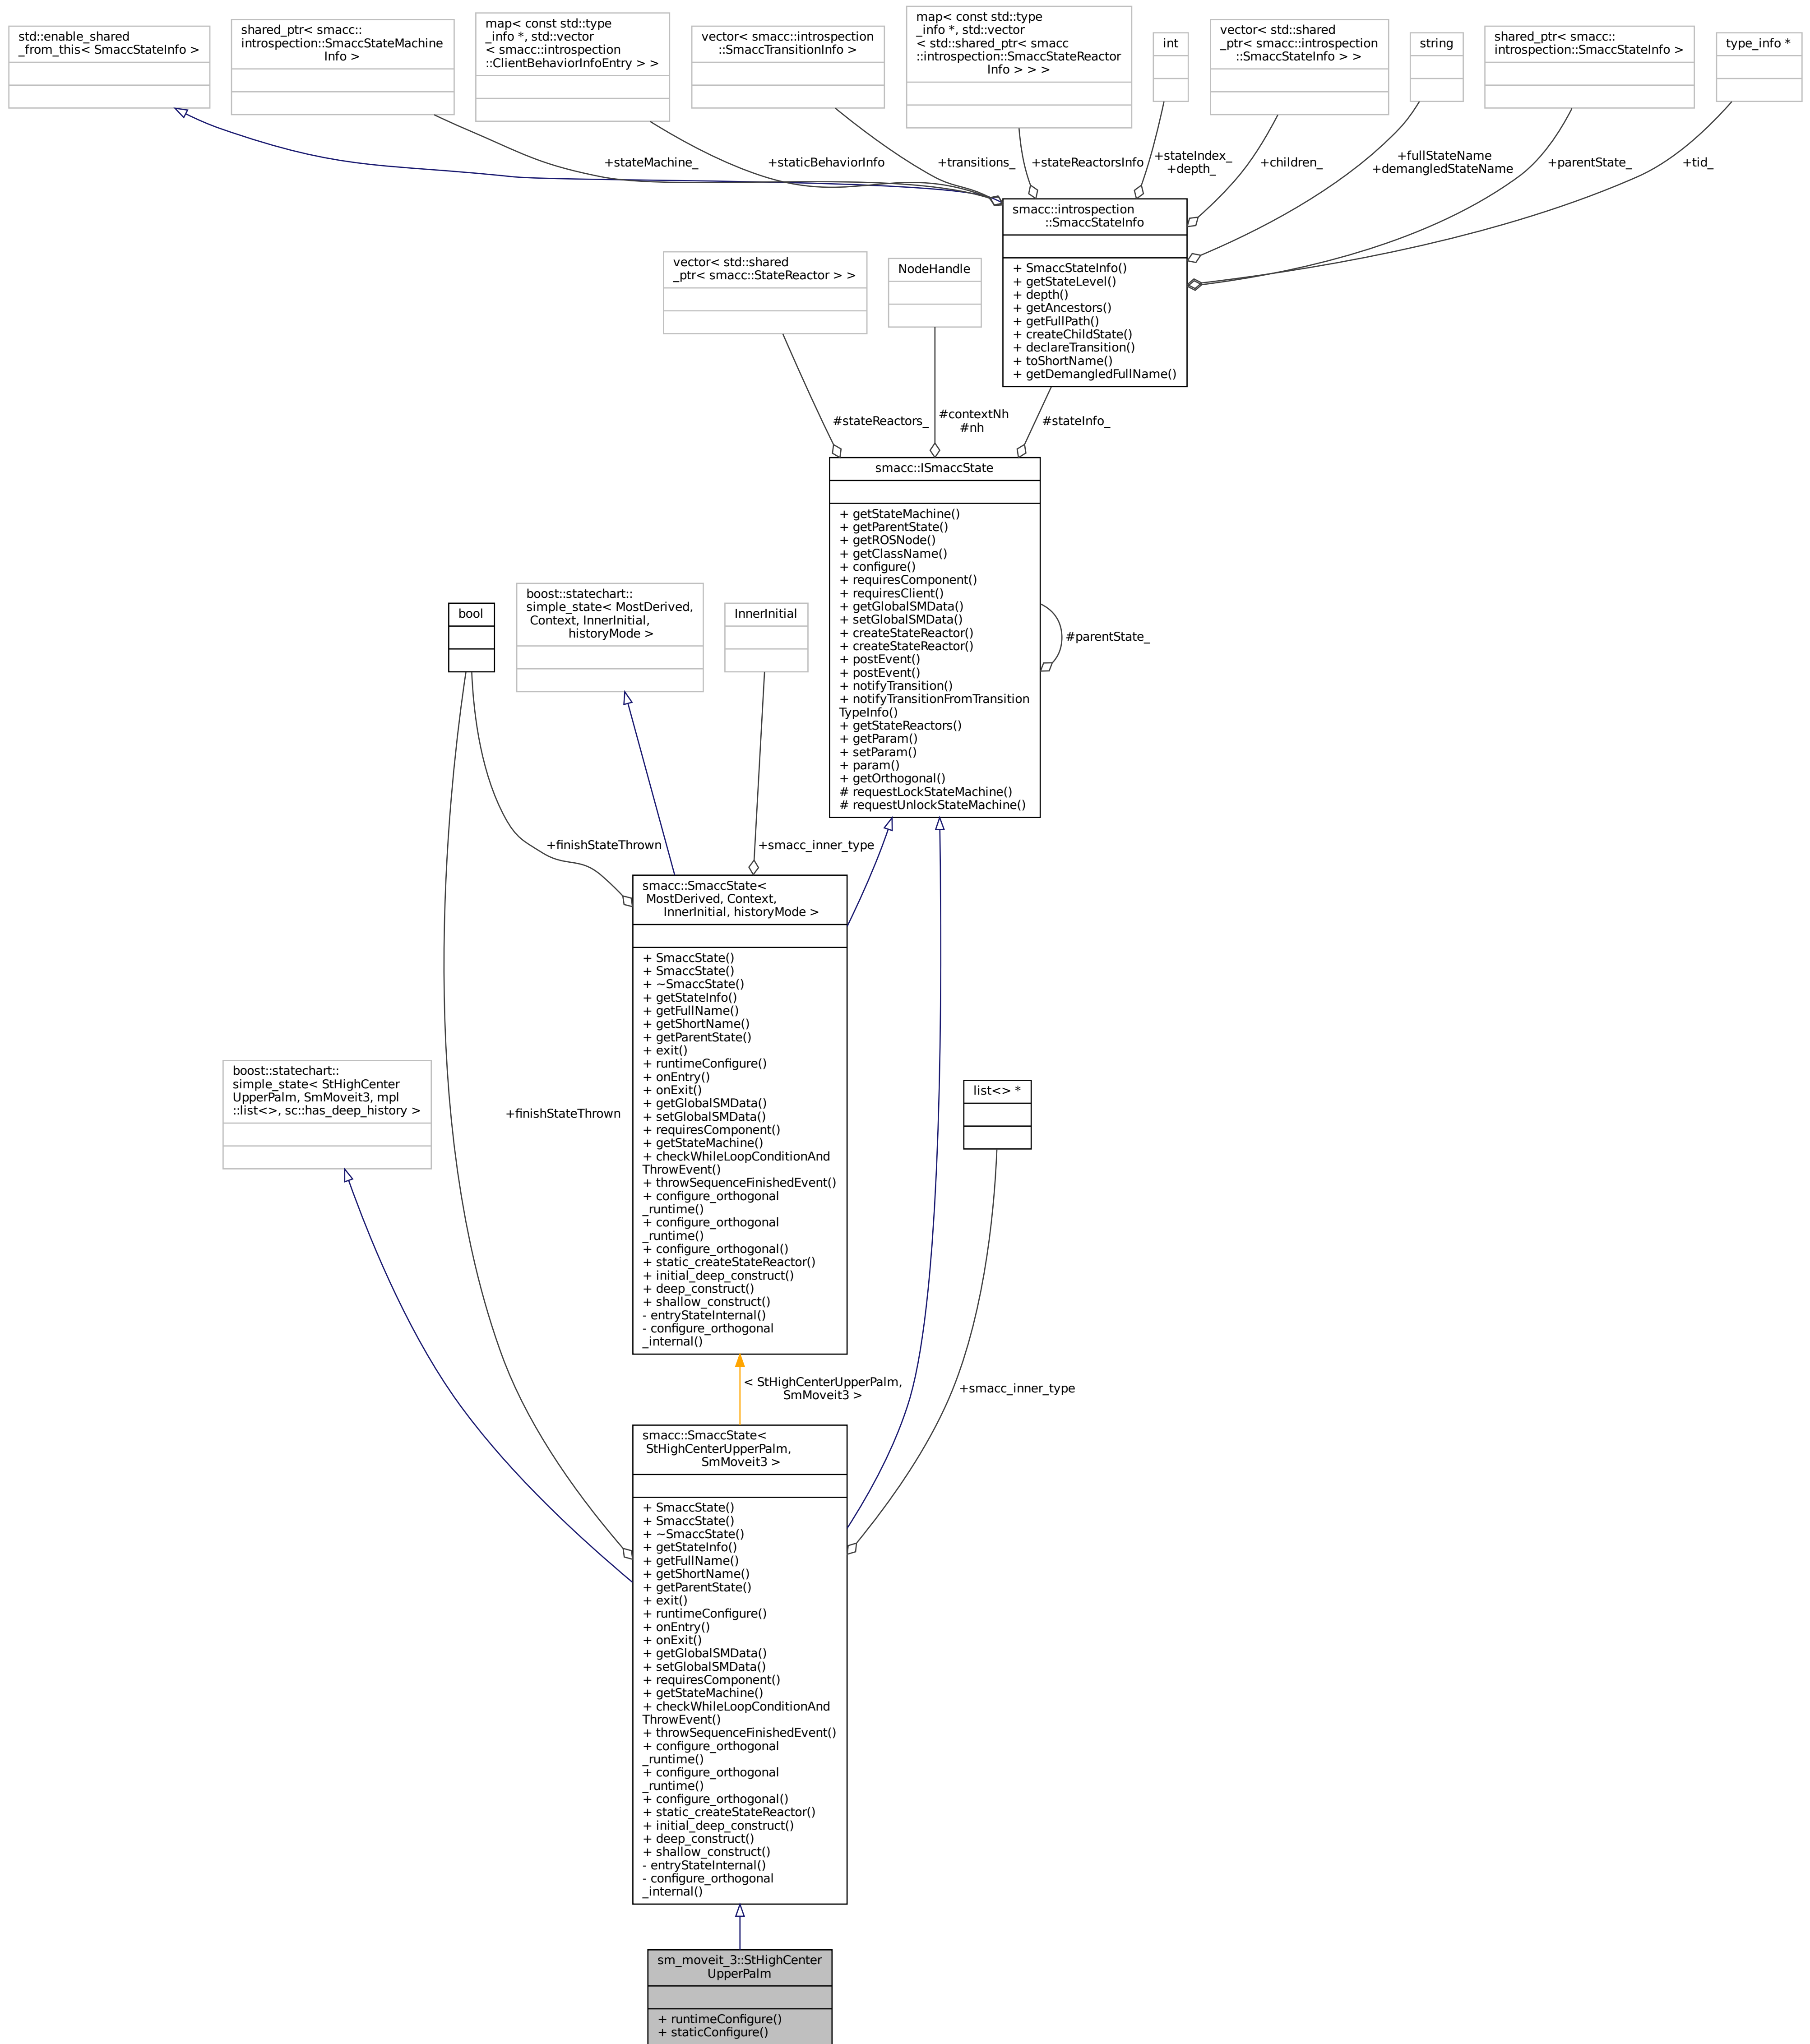 std::enable_shared
_from_this< SmaccStateInfo >
shared_ptr< smacc::
introspection::SmaccStateMachine
Info >
map< const std::type
_info *, std::vector
< smacc::introspection
::ClientBehaviorInfoEntry > >
vector< smacc::introspection
::SmaccTransitionInfo >
map< const std::type
_info *, std::vector
< std::shared_ptr< smacc
::introspection::SmaccStateReactor
Info > > >
int
vector< std::shared
_ptr< smacc::introspection
::SmaccStateInfo > >
string
shared_ptr< smacc::
introspection::SmaccStateInfo >
type_info *
+stateMachine_
+staticBehaviorInfo
+transitions_
+stateReactorsInfo
+stateIndex_
+depth_
+children_
+fullStateName
+demangledStateName
+parentState_
+tid_
smacc::introspection
::SmaccStateInfo
+ SmaccStateInfo()
+ getStateLevel()
+ depth()
+ getAncestors()
+ getFullPath()
+ createChildState()
+ declareTransition()
+ toShortName()
+ getDemangledFullName()
vector< std::shared
_ptr< smacc::StateReactor > >
NodeHandle
#stateReactors_
#contextNh
#nh
#stateInfo_
smacc::ISmaccState
+ getStateMachine()
+ getParentState()
+ getROSNode()
+ getClassName()
+ configure()
+ requiresComponent()
+ requiresClient()
+ getGlobalSMData()
+ setGlobalSMData()
+ createStateReactor()
+ createStateReactor()
+ postEvent()
+ postEvent()
+ notifyTransition()
+ notifyTransitionFromTransition
TypeInfo()
+ getStateReactors()
+ getParam()
+ setParam()
+ param()
+ getOrthogonal()
# requestLockStateMachine()
# requestUnlockStateMachine()
#parentState_
bool
boost::statechart::
simple_state< MostDerived,
Context, InnerInitial,
historyMode >
InnerInitial
+finishStateThrown
+smacc_inner_type
smacc::SmaccState<
MostDerived, Context,
InnerInitial, historyMode >
+ SmaccState()
+ SmaccState()
+ ~SmaccState()
+ getStateInfo()
+ getFullName()
+ getShortName()
+ getParentState()
+ exit()
+ runtimeConfigure()
+ onEntry()
+ onExit()
+ getGlobalSMData()
+ setGlobalSMData()
+ requiresComponent()
+ getStateMachine()
+ checkWhileLoopConditionAnd
ThrowEvent()
+ throwSequenceFinishedEvent()
+ configure_orthogonal
_runtime()
+ configure_orthogonal
_runtime()
+ configure_orthogonal()
+ static_createStateReactor()
+ initial_deep_construct()
+ deep_construct()
+ shallow_construct()
- entryStateInternal()
- configure_orthogonal
_internal()
boost::statechart::
simple_state< StHighCenter
UpperPalm, SmMoveit3, mpl
::list<>, sc::has_deep_history >
+finishStateThrown
list<> *
< StHighCenterUpperPalm,
SmMoveit3 >
+smacc_inner_type
smacc::SmaccState<
StHighCenterUpperPalm,
SmMoveit3 >
+ SmaccState()
+ SmaccState()
+ ~SmaccState()
+ getStateInfo()
+ getFullName()
+ getShortName()
+ getParentState()
+ exit()
+ runtimeConfigure()
+ onEntry()
+ onExit()
+ getGlobalSMData()
+ setGlobalSMData()
+ requiresComponent()
+ getStateMachine()
+ checkWhileLoopConditionAnd
ThrowEvent()
+ throwSequenceFinishedEvent()
+ configure_orthogonal
_runtime()
+ configure_orthogonal
_runtime()
+ configure_orthogonal()
+ static_createStateReactor()
+ initial_deep_construct()
+ deep_construct()
+ shallow_construct()
- entryStateInternal()
- configure_orthogonal
_internal()
sm_moveit_3::StHighCenter
UpperPalm
+ runtimeConfigure()
+ staticConfigure()